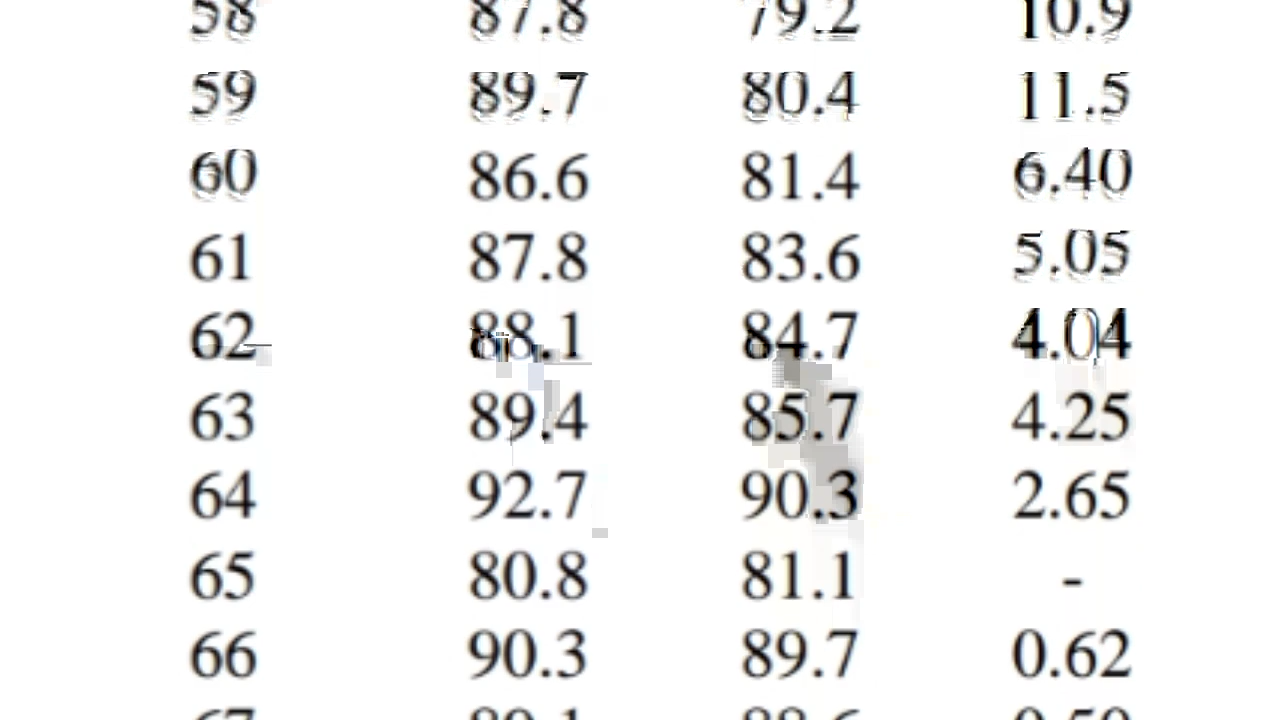 58 87.8 79.2 10.9
59 89.7 80.4 11.5
60 86.6 81.4 6.40
61 87.8 83.6 5.05
62 88.1 84.7 4.04
63 89.4 85.7 4.25
64 92.7 90.3 2.65
65 80.8 81.1 -
66 90.3 89.7 0.62